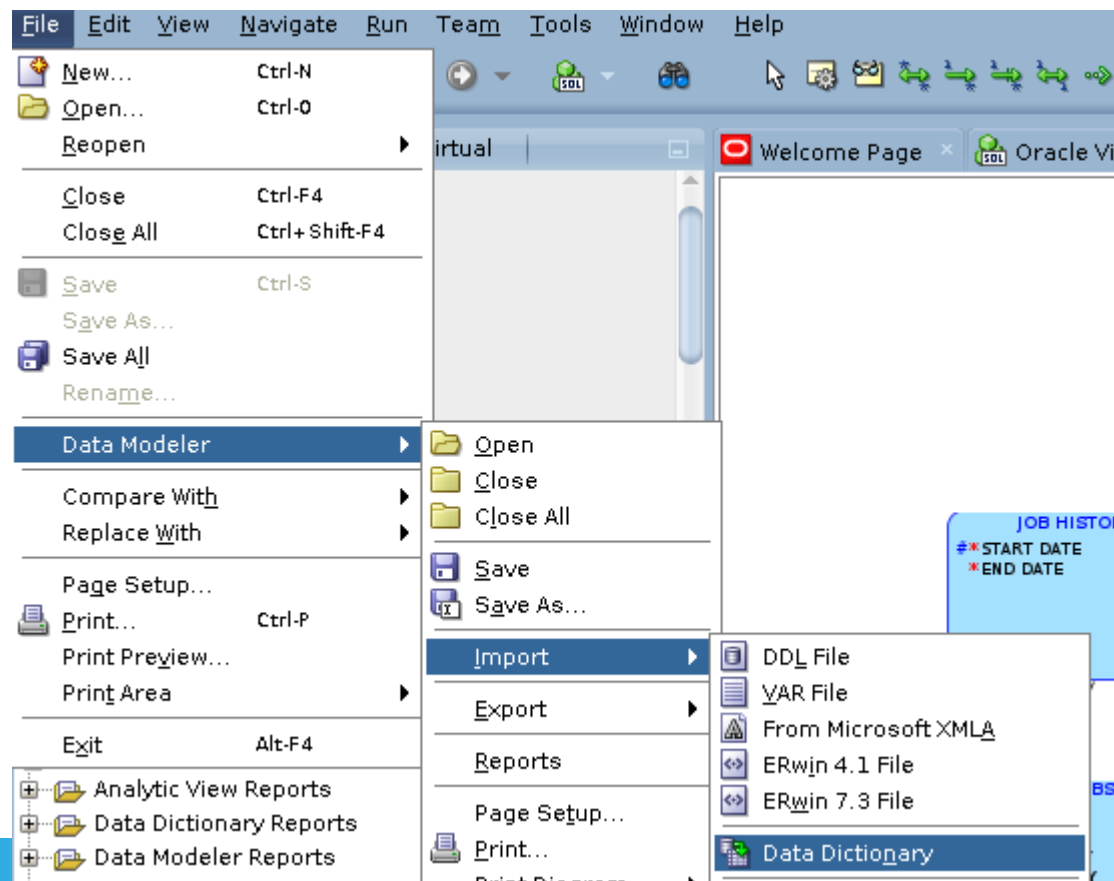 File Edit View Navigate Run Team Tools Window Help
New... Ctrl-N
Open... Ctrl-O
Reopen
Close Ctrl-F4
Close All Ctrl+Shift-F4
Save Ctrl-S
Save As...
Save All
Rename...
Data Modeler
Compare With
Replace With
Page Setup...
Print... Ctrl-P
Print Preview...
Print Area
Exit Alt-F4
Analytic View Reports
Data Dictionary Reports
Data Modeler Reports
SQL
irtual
Welcome Page
SQL Oracle Vi
Open
Close
Close All
Save
Save As...
Import
Export
Reports
Page Setup...
Print...
Print Diagram
DDL File
VAR File
From Microsoft XMLA
ERwin 4.1 File
ERwin 7.3 File
Data Dictionary
JOB HISTO
#* START DATE
* END DATE
BS